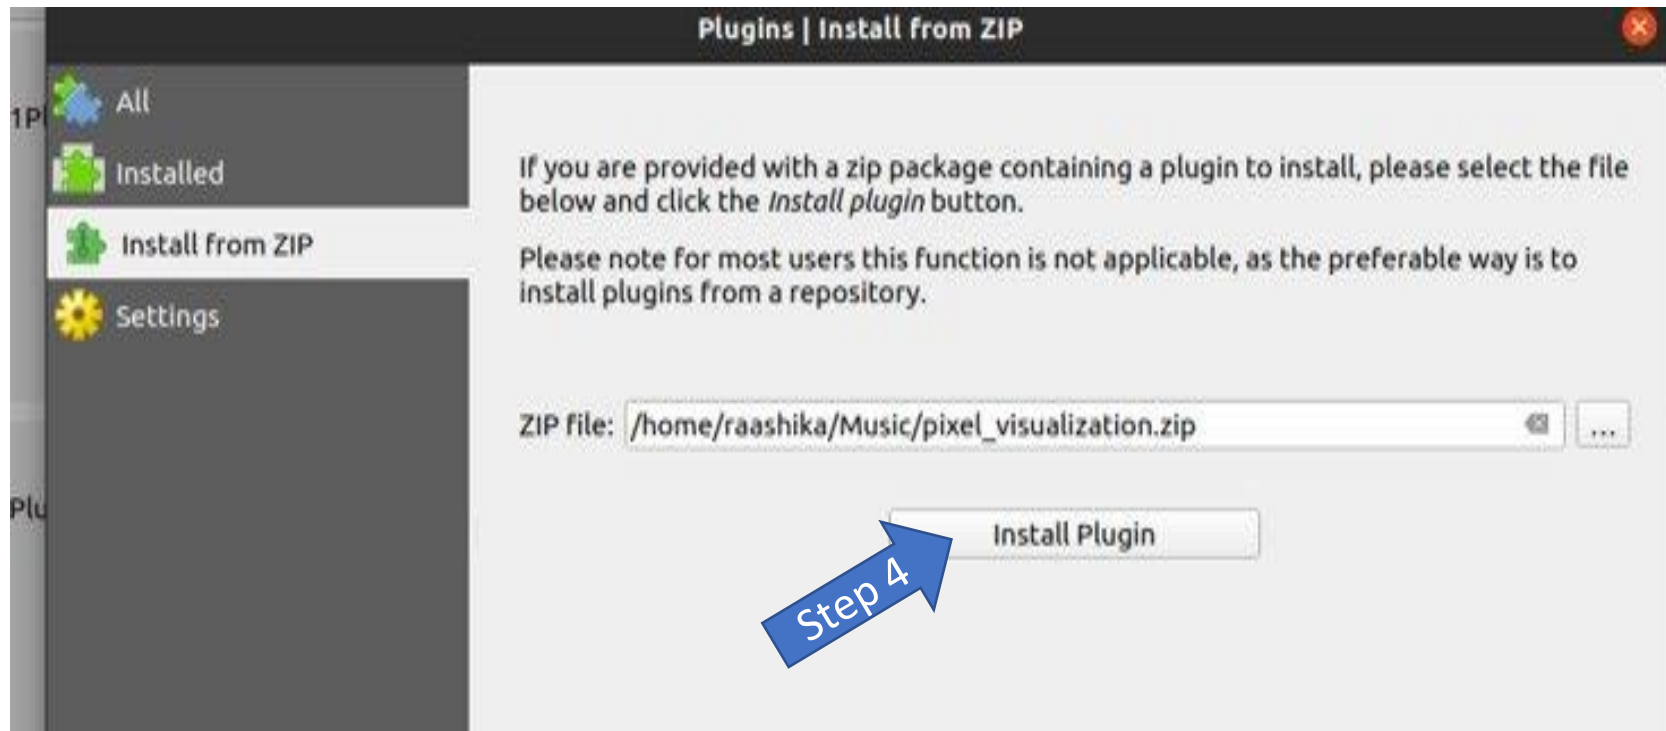 Plugins | Install from ZIP
All
Installed
Install from ZIP
Settings
1Pl
Plu
If you are provided with a zip package containing a plugin to install, please select the file
below and click the Install plugin button.
Please note for most users this function is not applicable, as the preferable way is to
install plugins from a repository.
ZIP file: /home/raashika/Music/pixel_visualization.zip ...
Install Plugin
Step 4